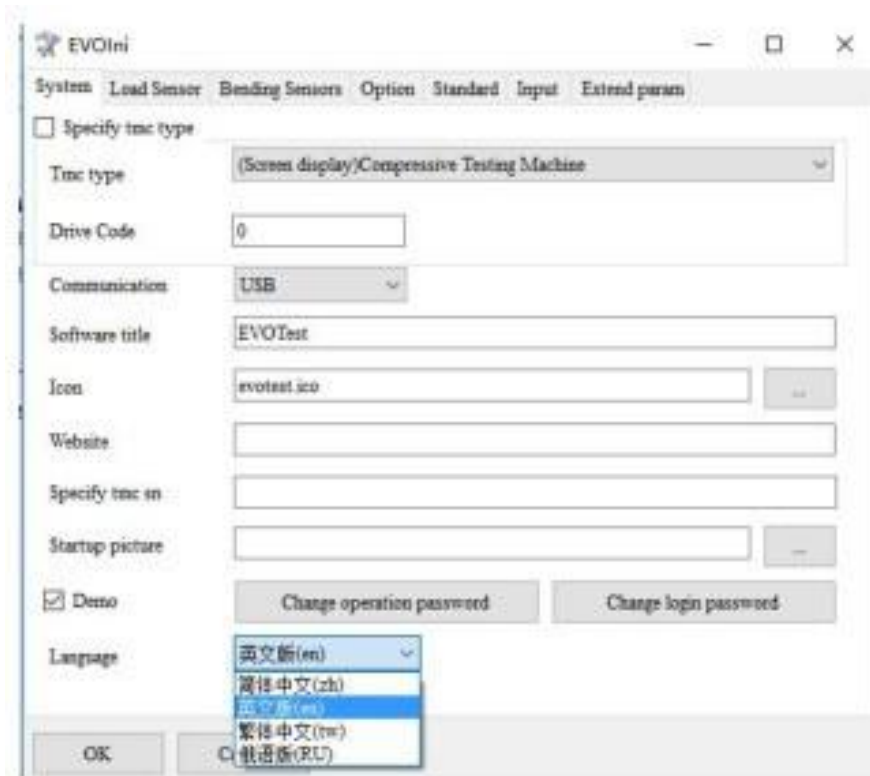 EVOIni
System Load Sensor Bending Sensors Option Standard Input Extend param
Specify tmc type
Tmc type (Screen display)Compressive Testing Machine
Drive Code 0
Communication USB
Software title EVOTest
Icon evotest.ico ...
Website
Specify tmc sn
Startup picture ...
Demo Change operation password Change login password
Language 英文版(en)
简体中文(zh)
英文版(en)
繁体中文(tw)
OK 俄语版(RU)